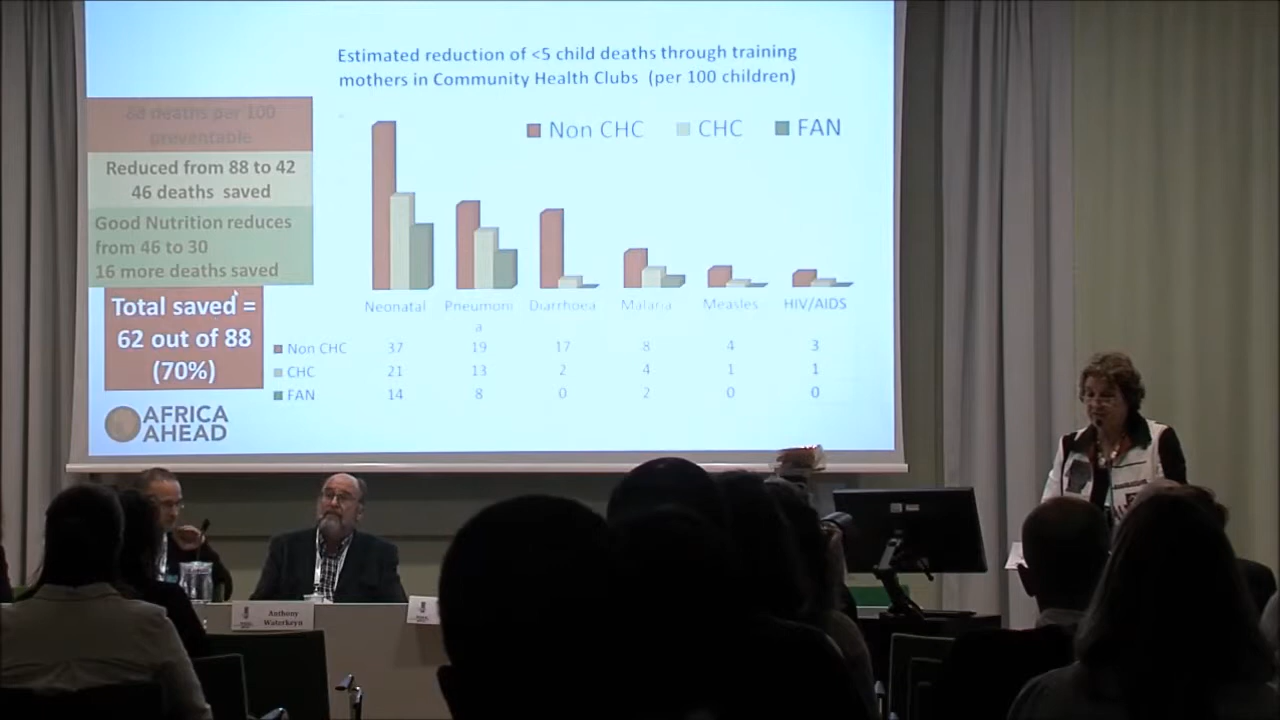 Estimated reduction of <5 child deaths through training
mothers in Community Health Clubs (per 100 children)
88 deaths per 100
preventable
Reduced from 88 to 42
46 deaths saved
Good Nutrition reduces
from 46 to 30
16 more deaths saved
Total saved =
62 out of 88
(70%)
Non CHC CHC FAN
Neonatal Pneumoni Diarrhoea Malaria Measles HIV/AIDS
a
Non CHC 37 19 17 8 4 3
CHC 21 13 2 4 1 1
FAN 14 8 0 2 0 0
AFRICA
AHEAD
Anthony
Waterkeyn